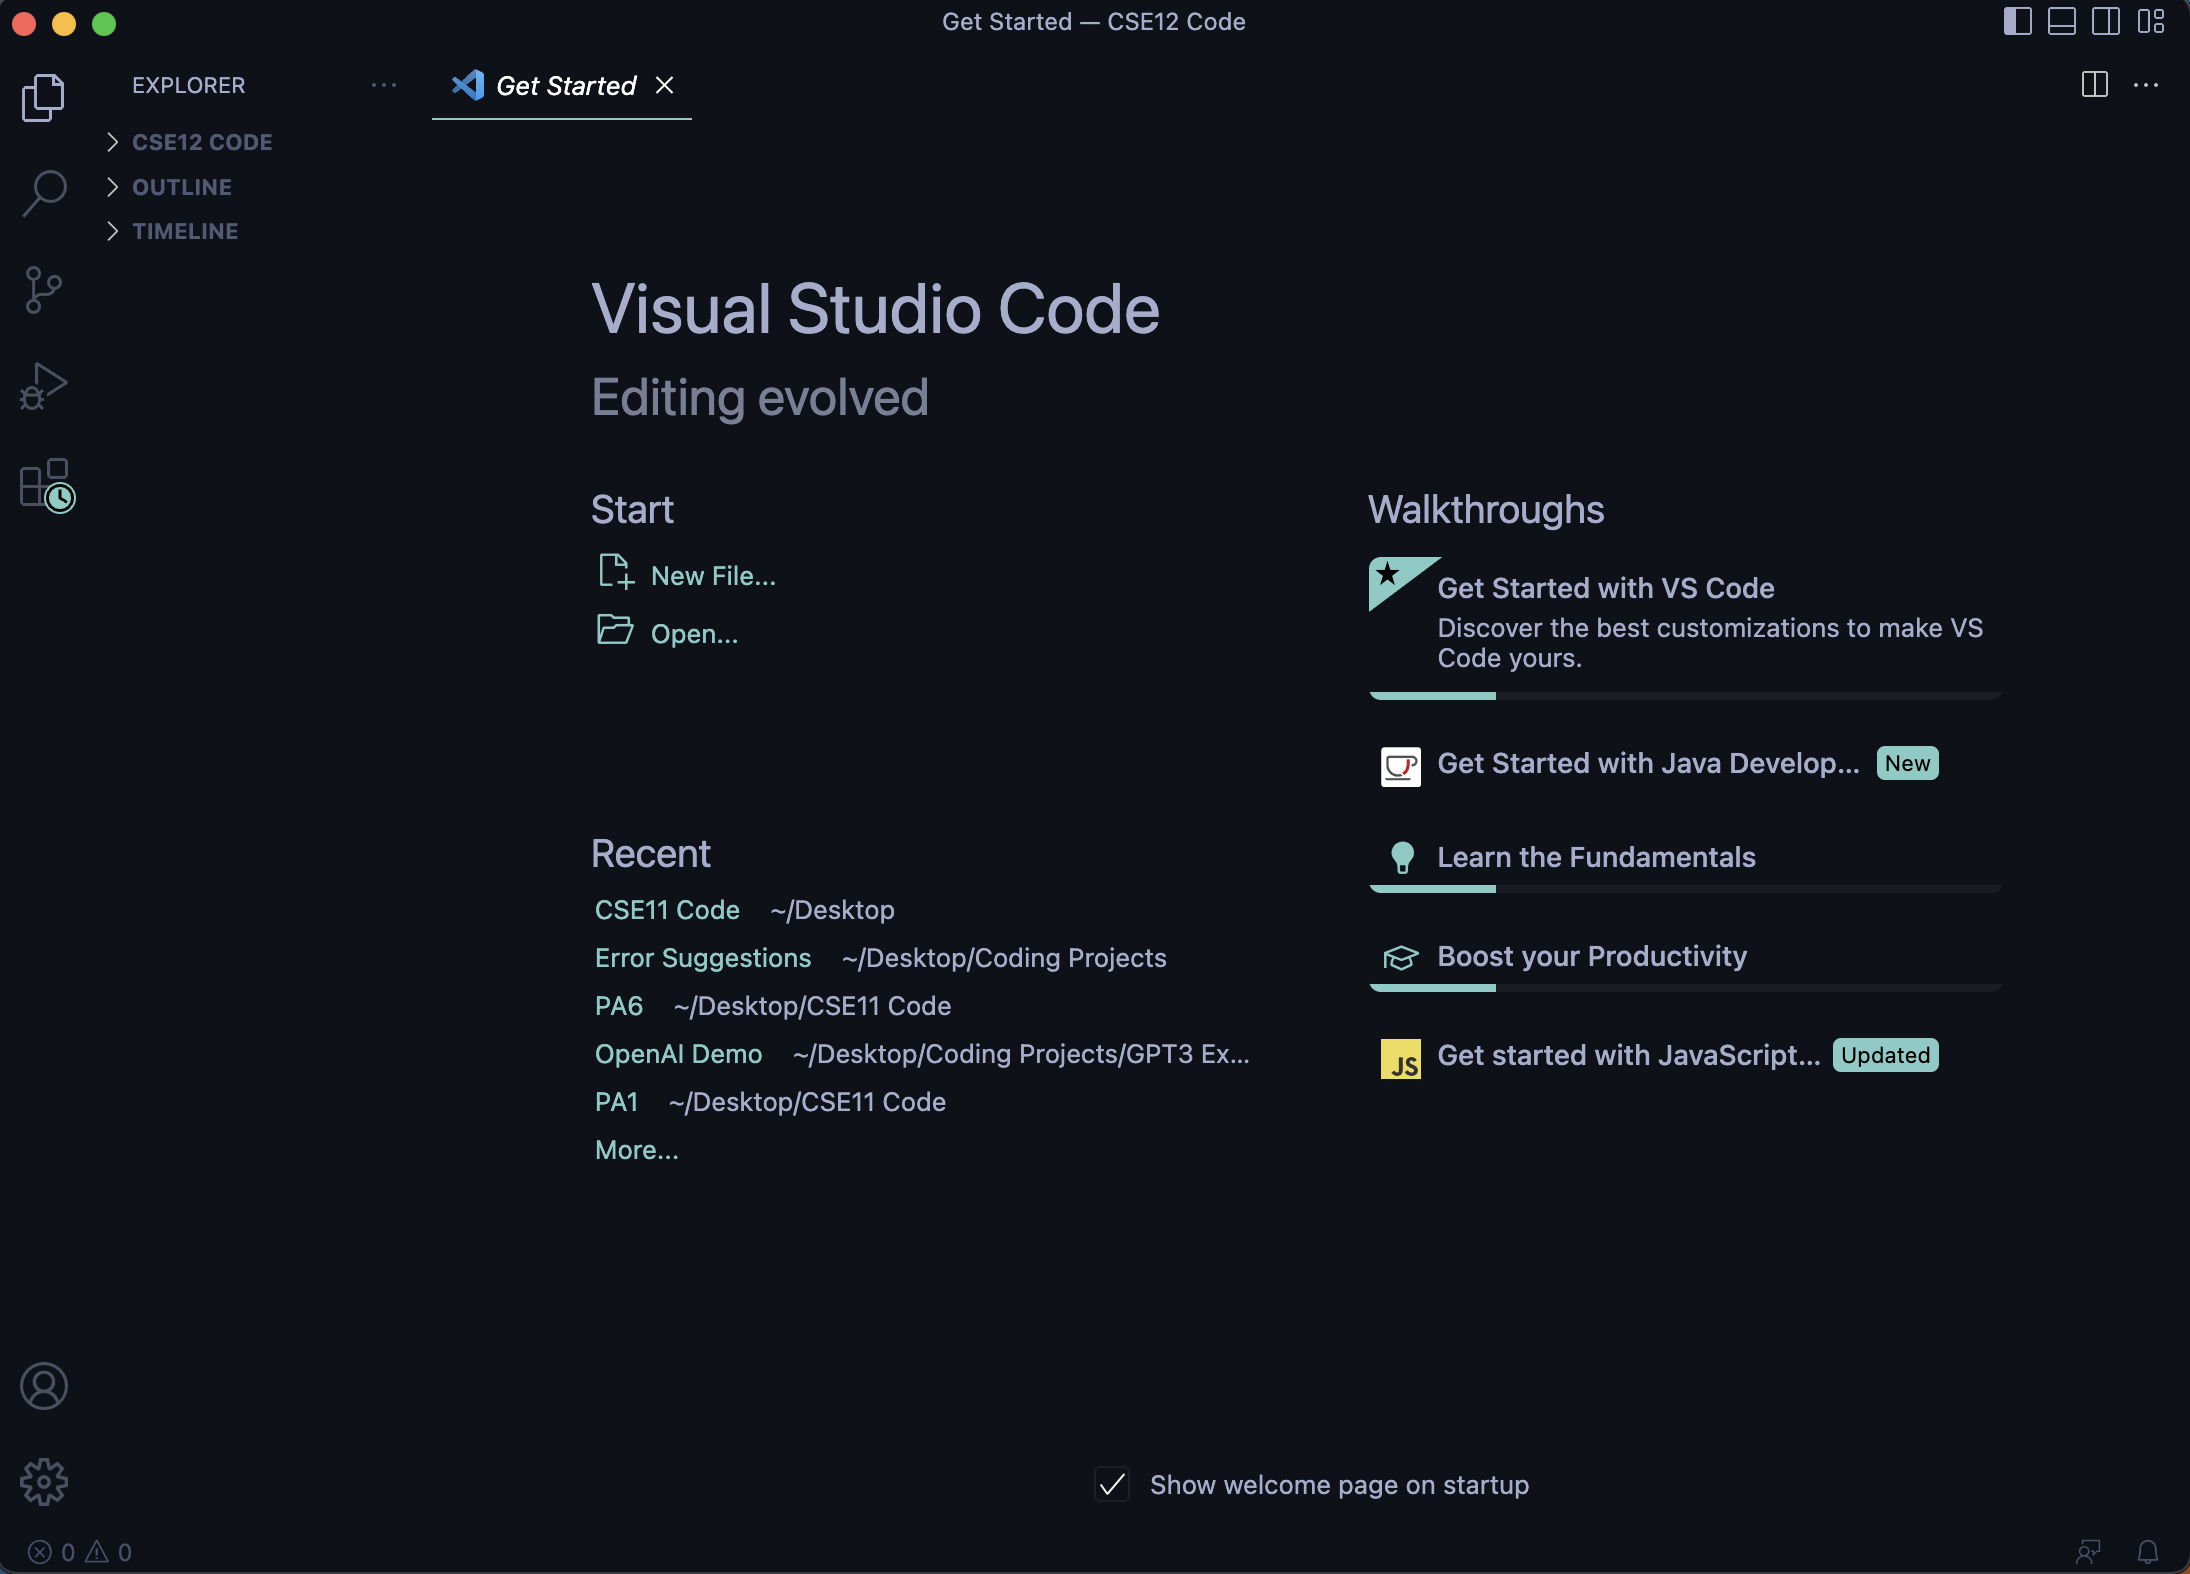 Get Started — CSE12 Code
EXPLORER
Get Started
CSE12 CODE
OUTLINE
TIMELINE
Visual Studio Code
Editing evolved
Start
New File...
Open...
Recent
CSE11 Code ~/Desktop
Error Suggestions ~/Desktop/Coding Projects
PA6 ~/Desktop/CSE11 Code
OpenAI Demo ~/Desktop/Coding Projects/GPT3 Ex...
PA1 ~/Desktop/CSE11 Code
More...
Walkthroughs
Get Started with VS Code
Discover the best customizations to make VS
Code yours.
Get Started with Java Develop... New
Learn the Fundamentals
Boost your Productivity
JS Get started with JavaScript... Updated
Show welcome page on startup
0 0